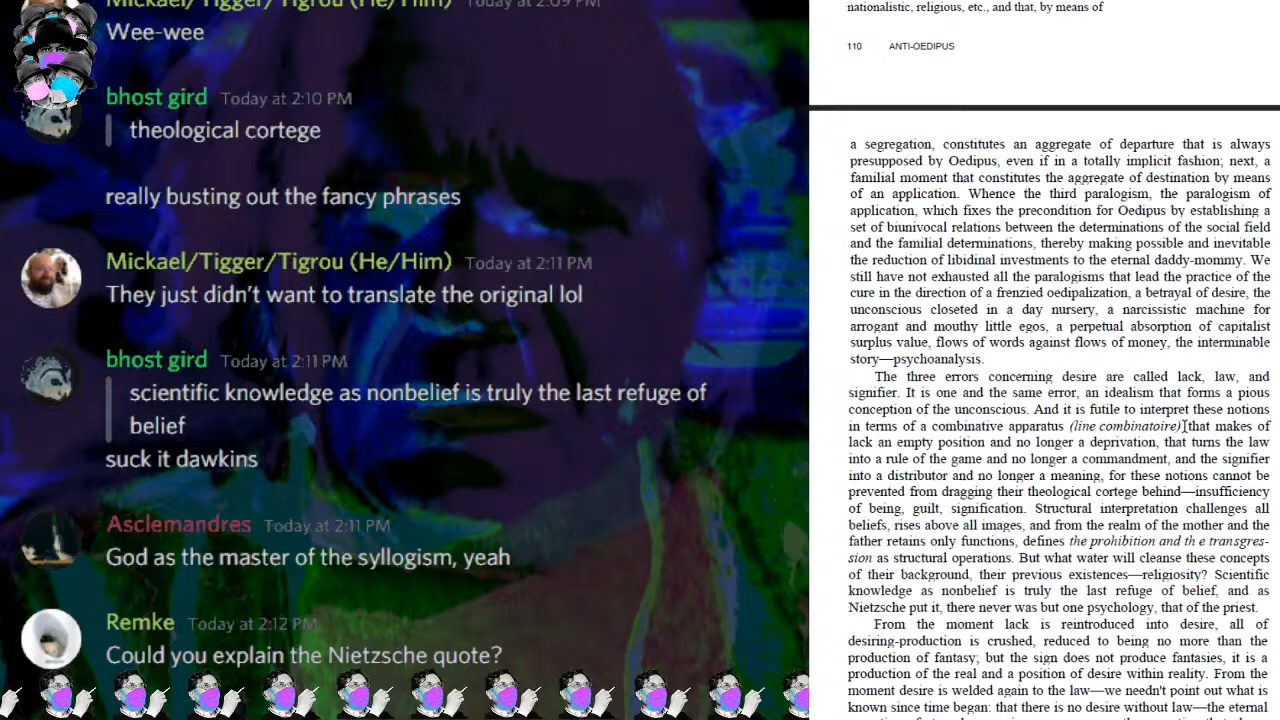 Mickael/Tigger/Tigrou (He/Him) Today at 2:09 PM
Wee-wee
bhost gird Today at 2:10 PM
theological cortege
really busting out the fancy phrases
Mickael/Tigger/Tigrou (He/Him) Today at 2:11 PM
They just didn't want to translate the original lol
bhost gird Today at 2:11 PM
scientific knowledge as nonbelief is truly the last refuge of
belief
suck it dawkins
Asclemandres Today at 2:11 PM
God as the master of the syllogism, yeah
Remke Today at 2:12 PM
Could you explain the Nietzsche quote?
nationalistic, religious, etc., and that, by means of
110 ANTI-OEDIPUS
a segregation, constitutes an aggregate of departure that is always
presupposed by Oedipus, even if in a totally implicit fashion; next, a
familial moment that constitutes the aggregate of destination by means
of an application. Whence the third paralogism, the paralogism of
application, which fixes the precondition for Oedipus by establishing a
set of biunivocal relations between the determinations of the social field
and the familial determinations, thereby making possible and inevitable
the reduction of libidinal investments to the eternal daddy-mommy. We
still have not exhausted all the paralogisms that lead the practice of the
cure in the direction of a frenzied oedipalization, a betrayal of desire, the
unconscious closeted in a day nursery, a narcissistic machine for
arrogant and mouthy little egos, a perpetual absorption of capitalist
surplus value, flows of words against flows of money, the interminable
story—psychoanalysis.
The three errors concerning desire are called lack, law, and
signifier. It is one and the same error, an idealism that forms a pious
conception of the unconscious. And it is futile to interpret these notions
in terms of a combinative apparatus (line combinatoire) that makes of
lack an empty position and no longer a deprivation, that turns the law
into a rule of the game and no longer a commandment, and the signifier
into a distributor and no longer a meaning, for these notions cannot be
prevented from dragging their theological cortege behind—insufficiency
of being, guilt, signification. Structural interpretation challenges all
beliefs, rises above all images, and from the realm of the mother and the
father retains only functions, defines the prohibition and th e transgres-
sion as structural operations. But what water will cleanse these concepts
of their background, their previous existences—religiosity? Scientific
knowledge as nonbelief is truly the last refuge of belief, and as
Nietzsche put it, there never was but one psychology, that of the priest.
From the moment lack is reintroduced into desire, all of
desiring-production is crushed, reduced to being no more than the
production of fantasy; but the sign does not produce fantasies, it is a
production of the real and a position of desire within reality. From the
moment desire is welded again to the law—we needn't point out what is
known since time began: that there is no desire without law—the eternal